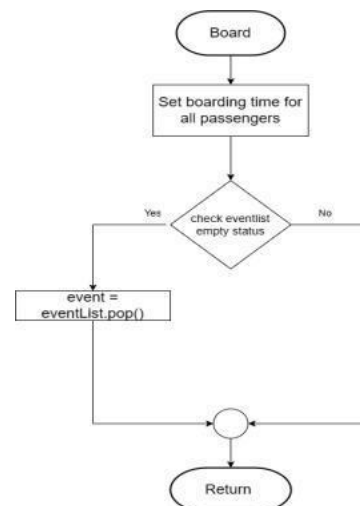 Board
Set boarding time for
all passengers
check eventlist
empty status
Yes
No
event =
eventList.pop()
Return